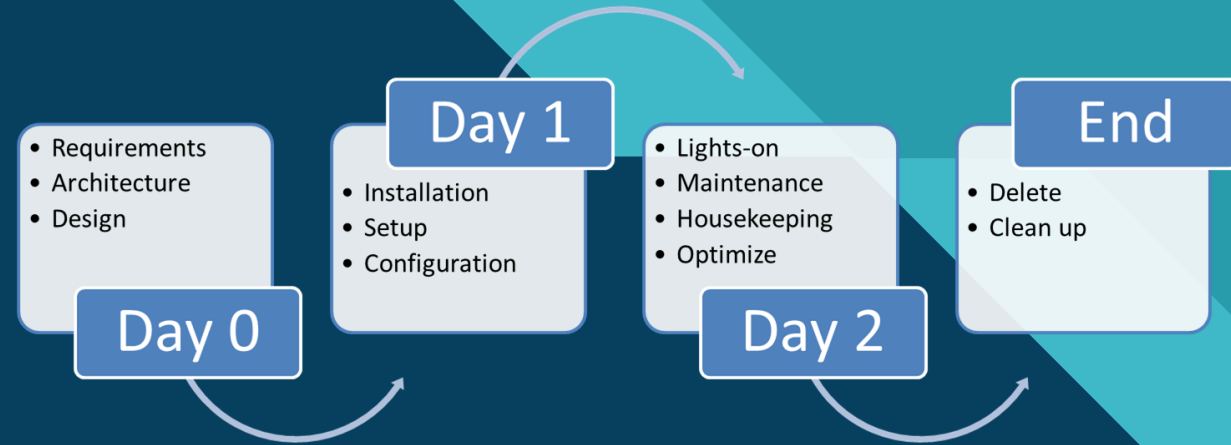 • Requirements
• Architecture
• Design
Day 0
Day 1
• Installation
• Setup
• Configuration
• Lights-on
• Maintenance
• Housekeeping
• Optimize
Day 2
End
• Delete
• Clean up